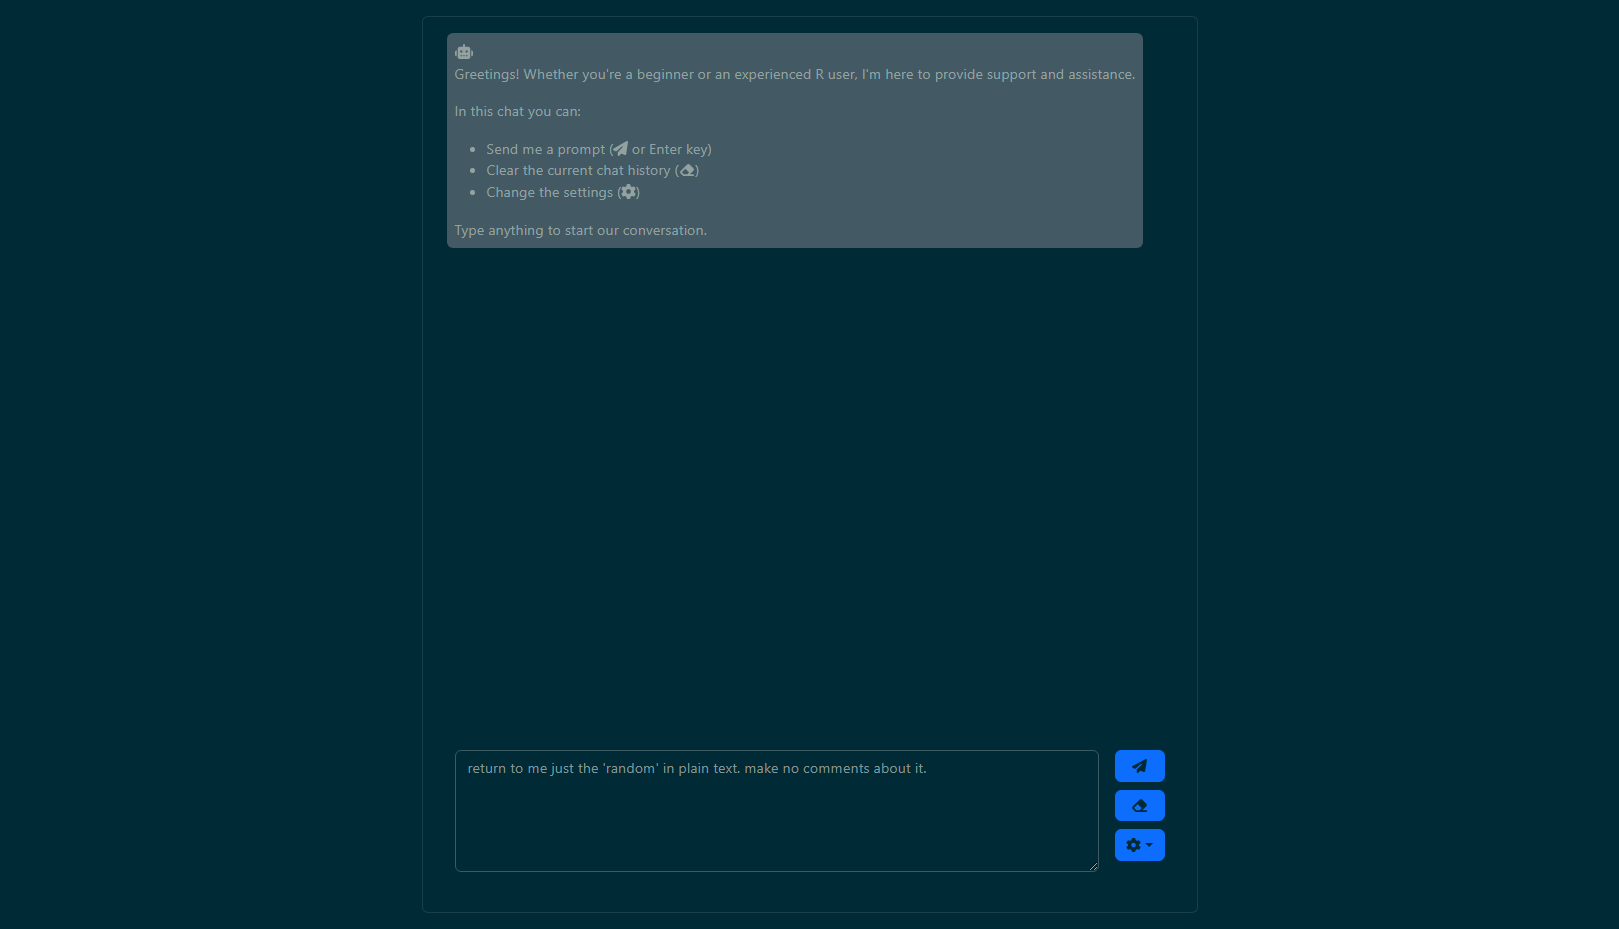 Greetings! Whether you're a beginner or an experienced R user, I'm here to provide support and assistance.
In this chat you can:
Send me a prompt ( or Enter key)
Clear the current chat history ()
Change the settings ()
Type anything to start our conversation.
return to me just the 'random' in plain text. make no comments about it.